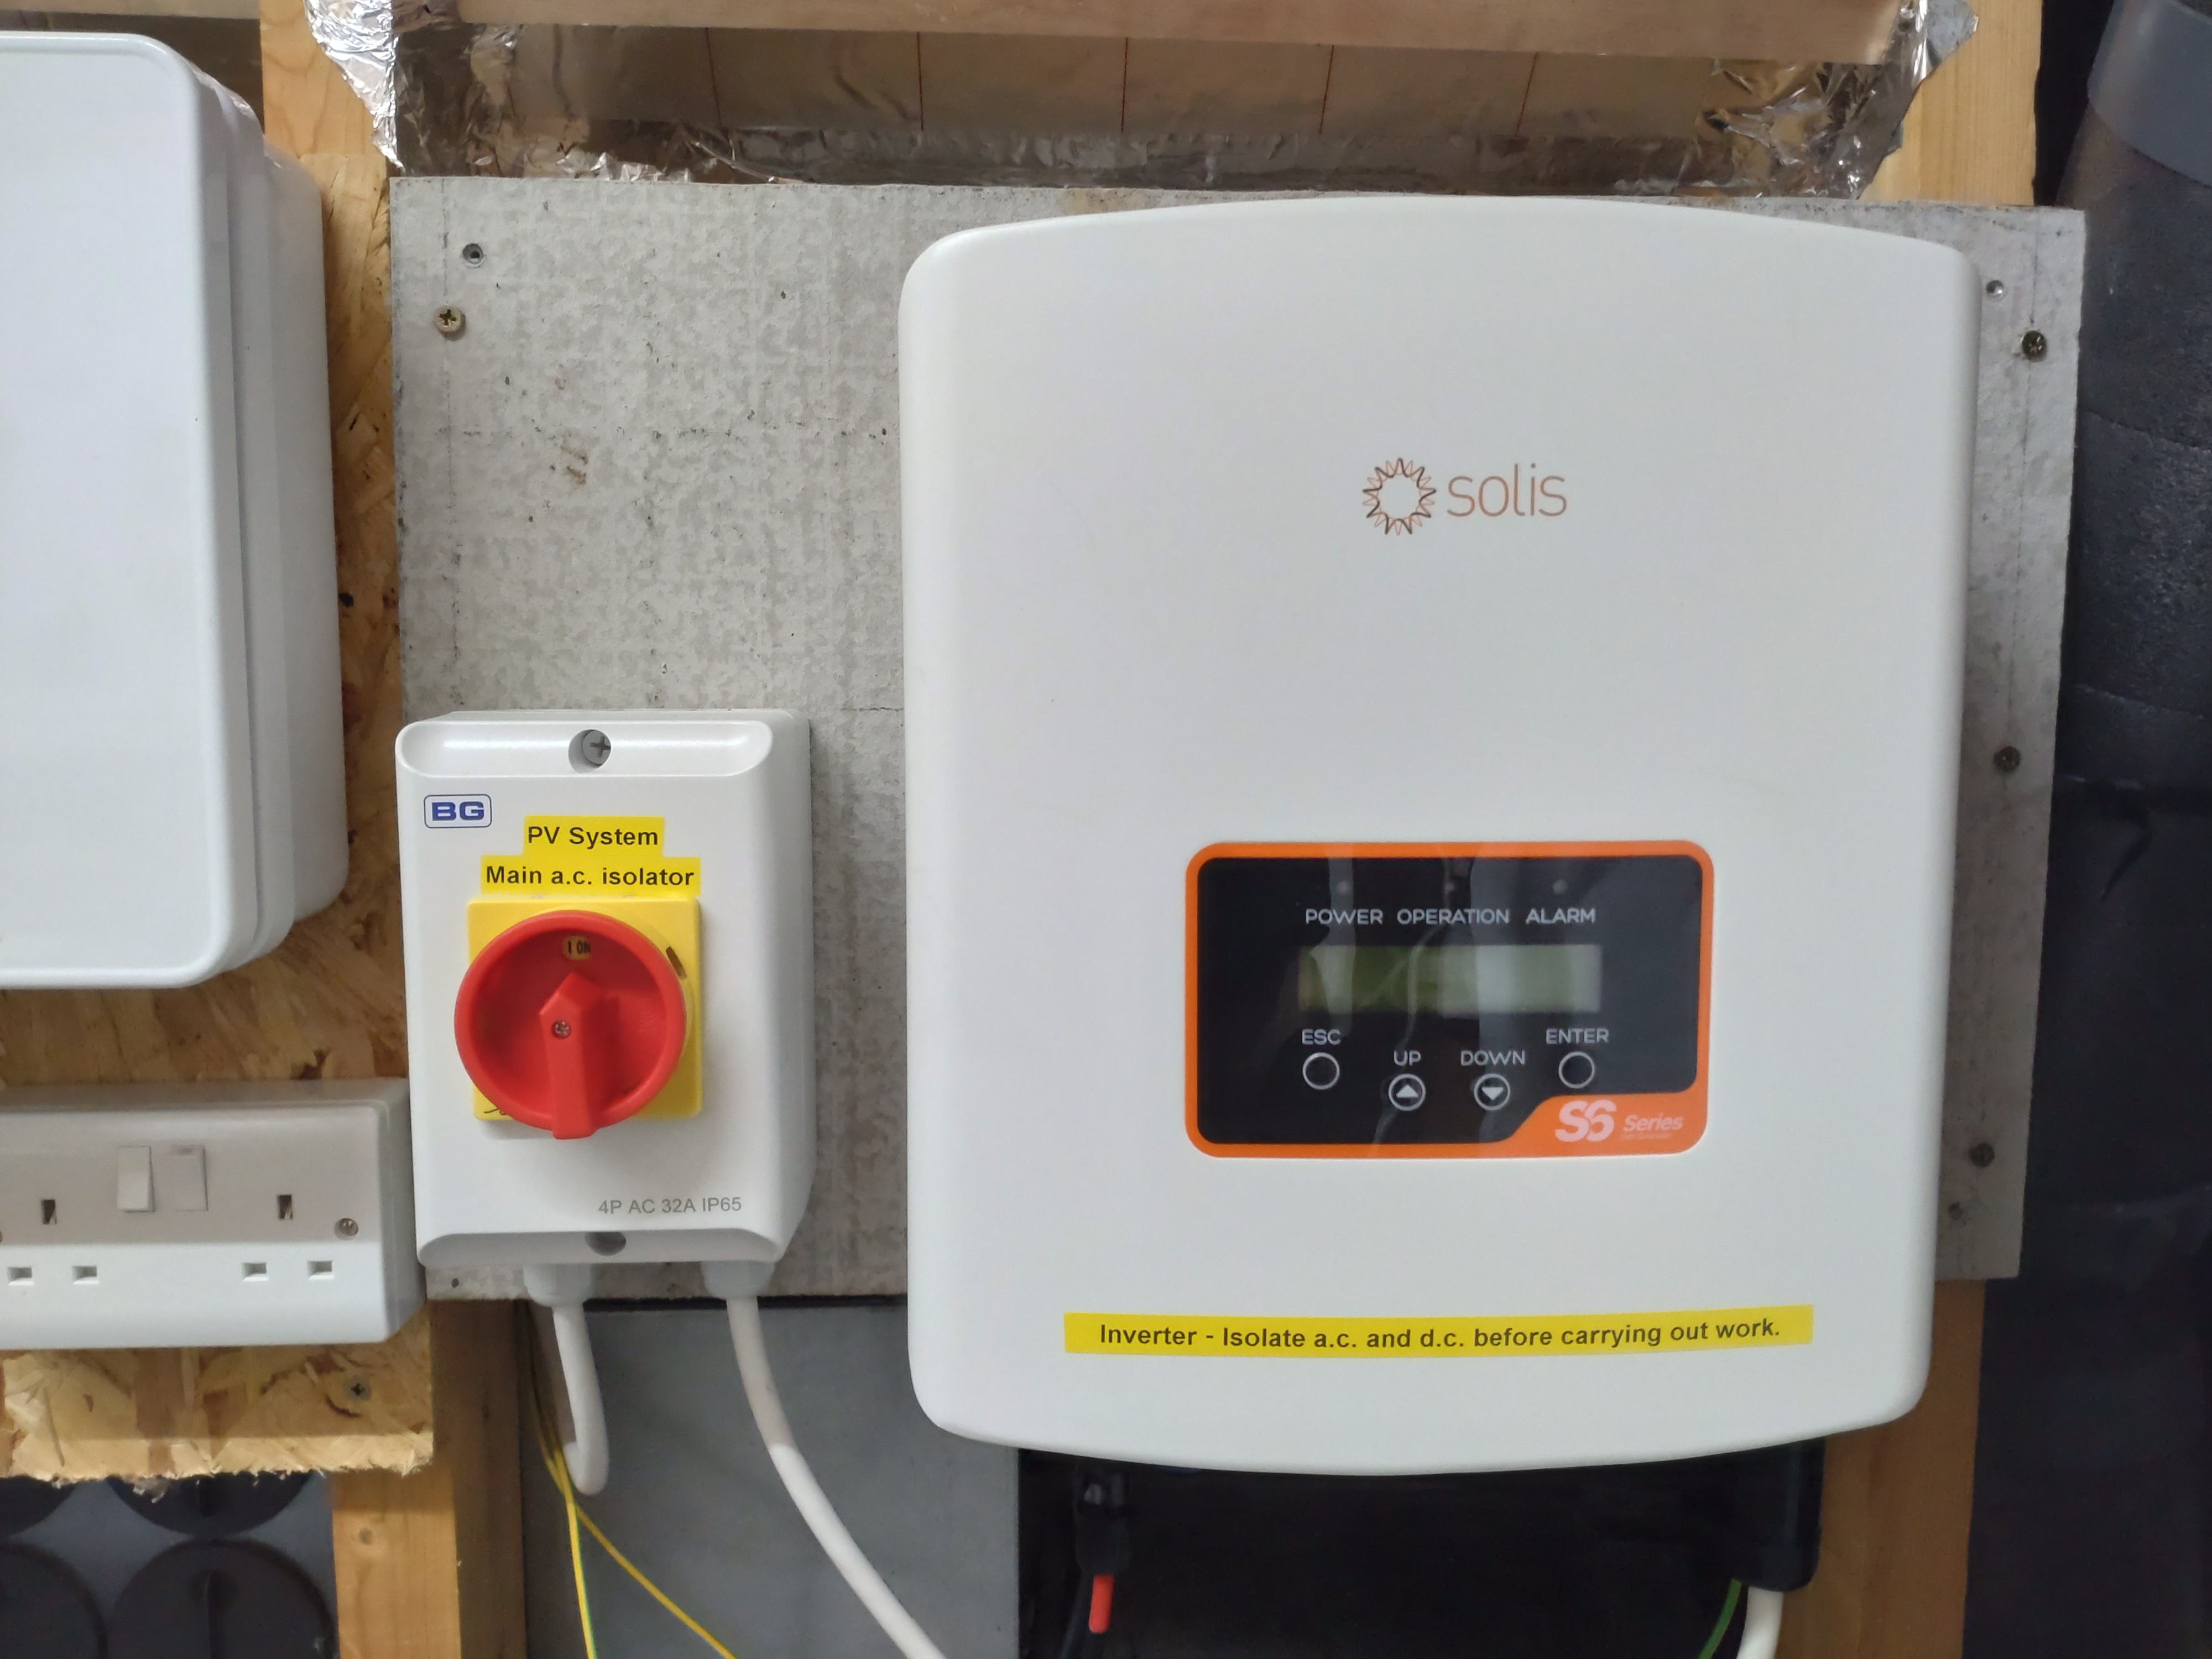 solis
BG
PV System
Main a.c. isolator
I ON
POWER OPERATION ALARM
ESC
UP
DOWN
ENTER
S6 Series
4P AC 32A IP65
Inverter - Isolate a.c. and d.c. before carrying out work.